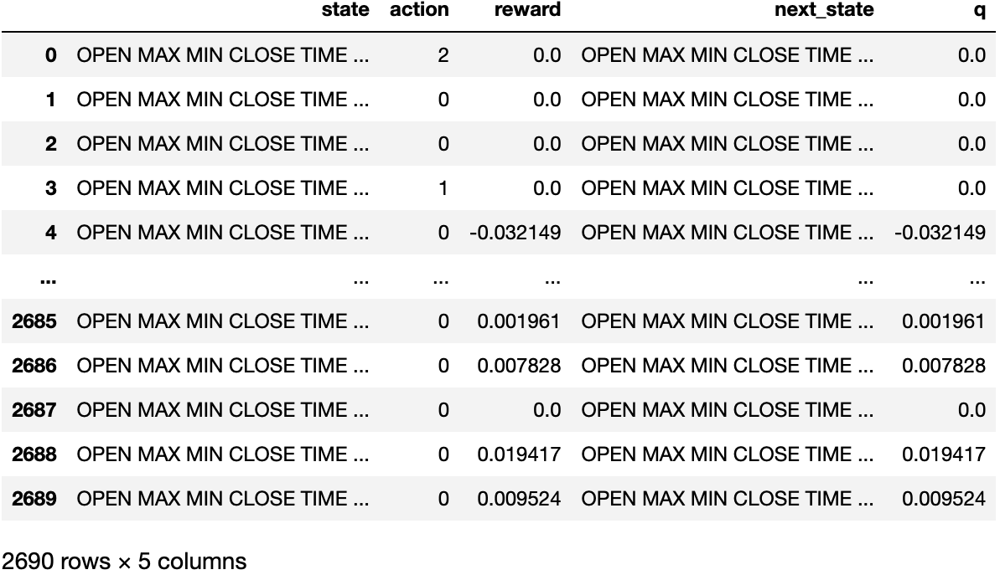 state action reward next_state q
0 OPEN MAX MIN CLOSE TIME ... 2 0.0 OPEN MAX MIN CLOSE TIME ... 0.0
1 OPEN MAX MIN CLOSE TIME ... 0 0.0 OPEN MAX MIN CLOSE TIME ... 0.0
2 OPEN MAX MIN CLOSE TIME ... 0 0.0 OPEN MAX MIN CLOSE TIME ... 0.0
3 OPEN MAX MIN CLOSE TIME ... 1 0.0 OPEN MAX MIN CLOSE TIME ... 0.0
4 OPEN MAX MIN CLOSE TIME ... 0 -0.032149 OPEN MAX MIN CLOSE TIME ... -0.032149
... ... ... ... ... ...
2685 OPEN MAX MIN CLOSE TIME ... 0 0.001961 OPEN MAX MIN CLOSE TIME ... 0.001961
2686 OPEN MAX MIN CLOSE TIME ... 0 0.007828 OPEN MAX MIN CLOSE TIME ... 0.007828
2687 OPEN MAX MIN CLOSE TIME ... 0 0.0 OPEN MAX MIN CLOSE TIME ... 0.0
2688 OPEN MAX MIN CLOSE TIME ... 0 0.019417 OPEN MAX MIN CLOSE TIME ... 0.019417
2689 OPEN MAX MIN CLOSE TIME ... 0 0.009524 OPEN MAX MIN CLOSE TIME ... 0.009524
2690 rows × 5 columns